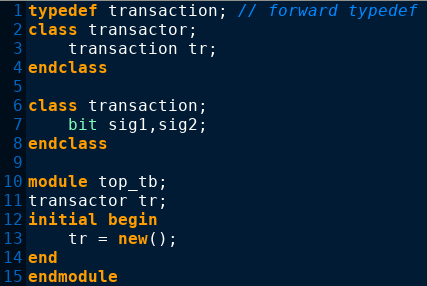 1 typedef transaction; // forward typedef
2 class transactor;
3     transaction tr;
4 endclass
5
6 class transaction;
7     bit sig1,sig2;
8 endclass
9
10 module top_tb;
11 transactor tr;
12 initial begin
13     tr = new();
14 end
15 endmodule